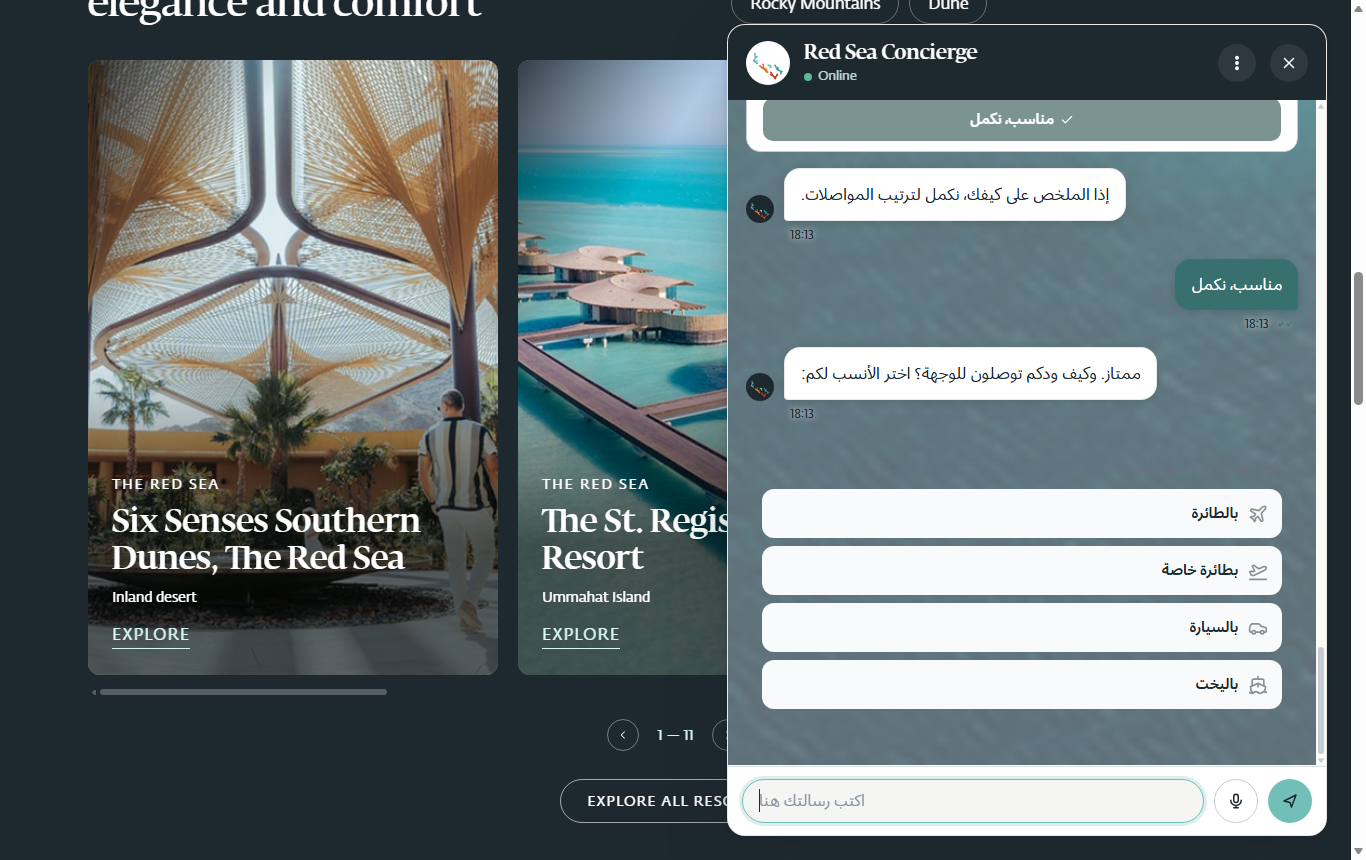 elegance and comfort
Rocky Mountains
Dune
THE RED SEA
Six Senses Southern
Dunes, The Red Sea
Inland desert
EXPLORE
THE RED SEA
The St. Regis
Resort
Ummahat Island
EXPLORE
1 — 11
EXPLORE ALL RESO
Red Sea Concierge
Online
مناسب، نكمل
إذا الملخص على كيفك، نكمل لترتيب المواصلات.
18:13
مناسب، نكمل
18:13
ممتاز. وكيف ودكم توصلون للوجهة؟ اختر الأنسب لكم:
18:13
بالطائرة
بطائرة خاصة
بالسيارة
باليخت
اكتب رسالتك هنا